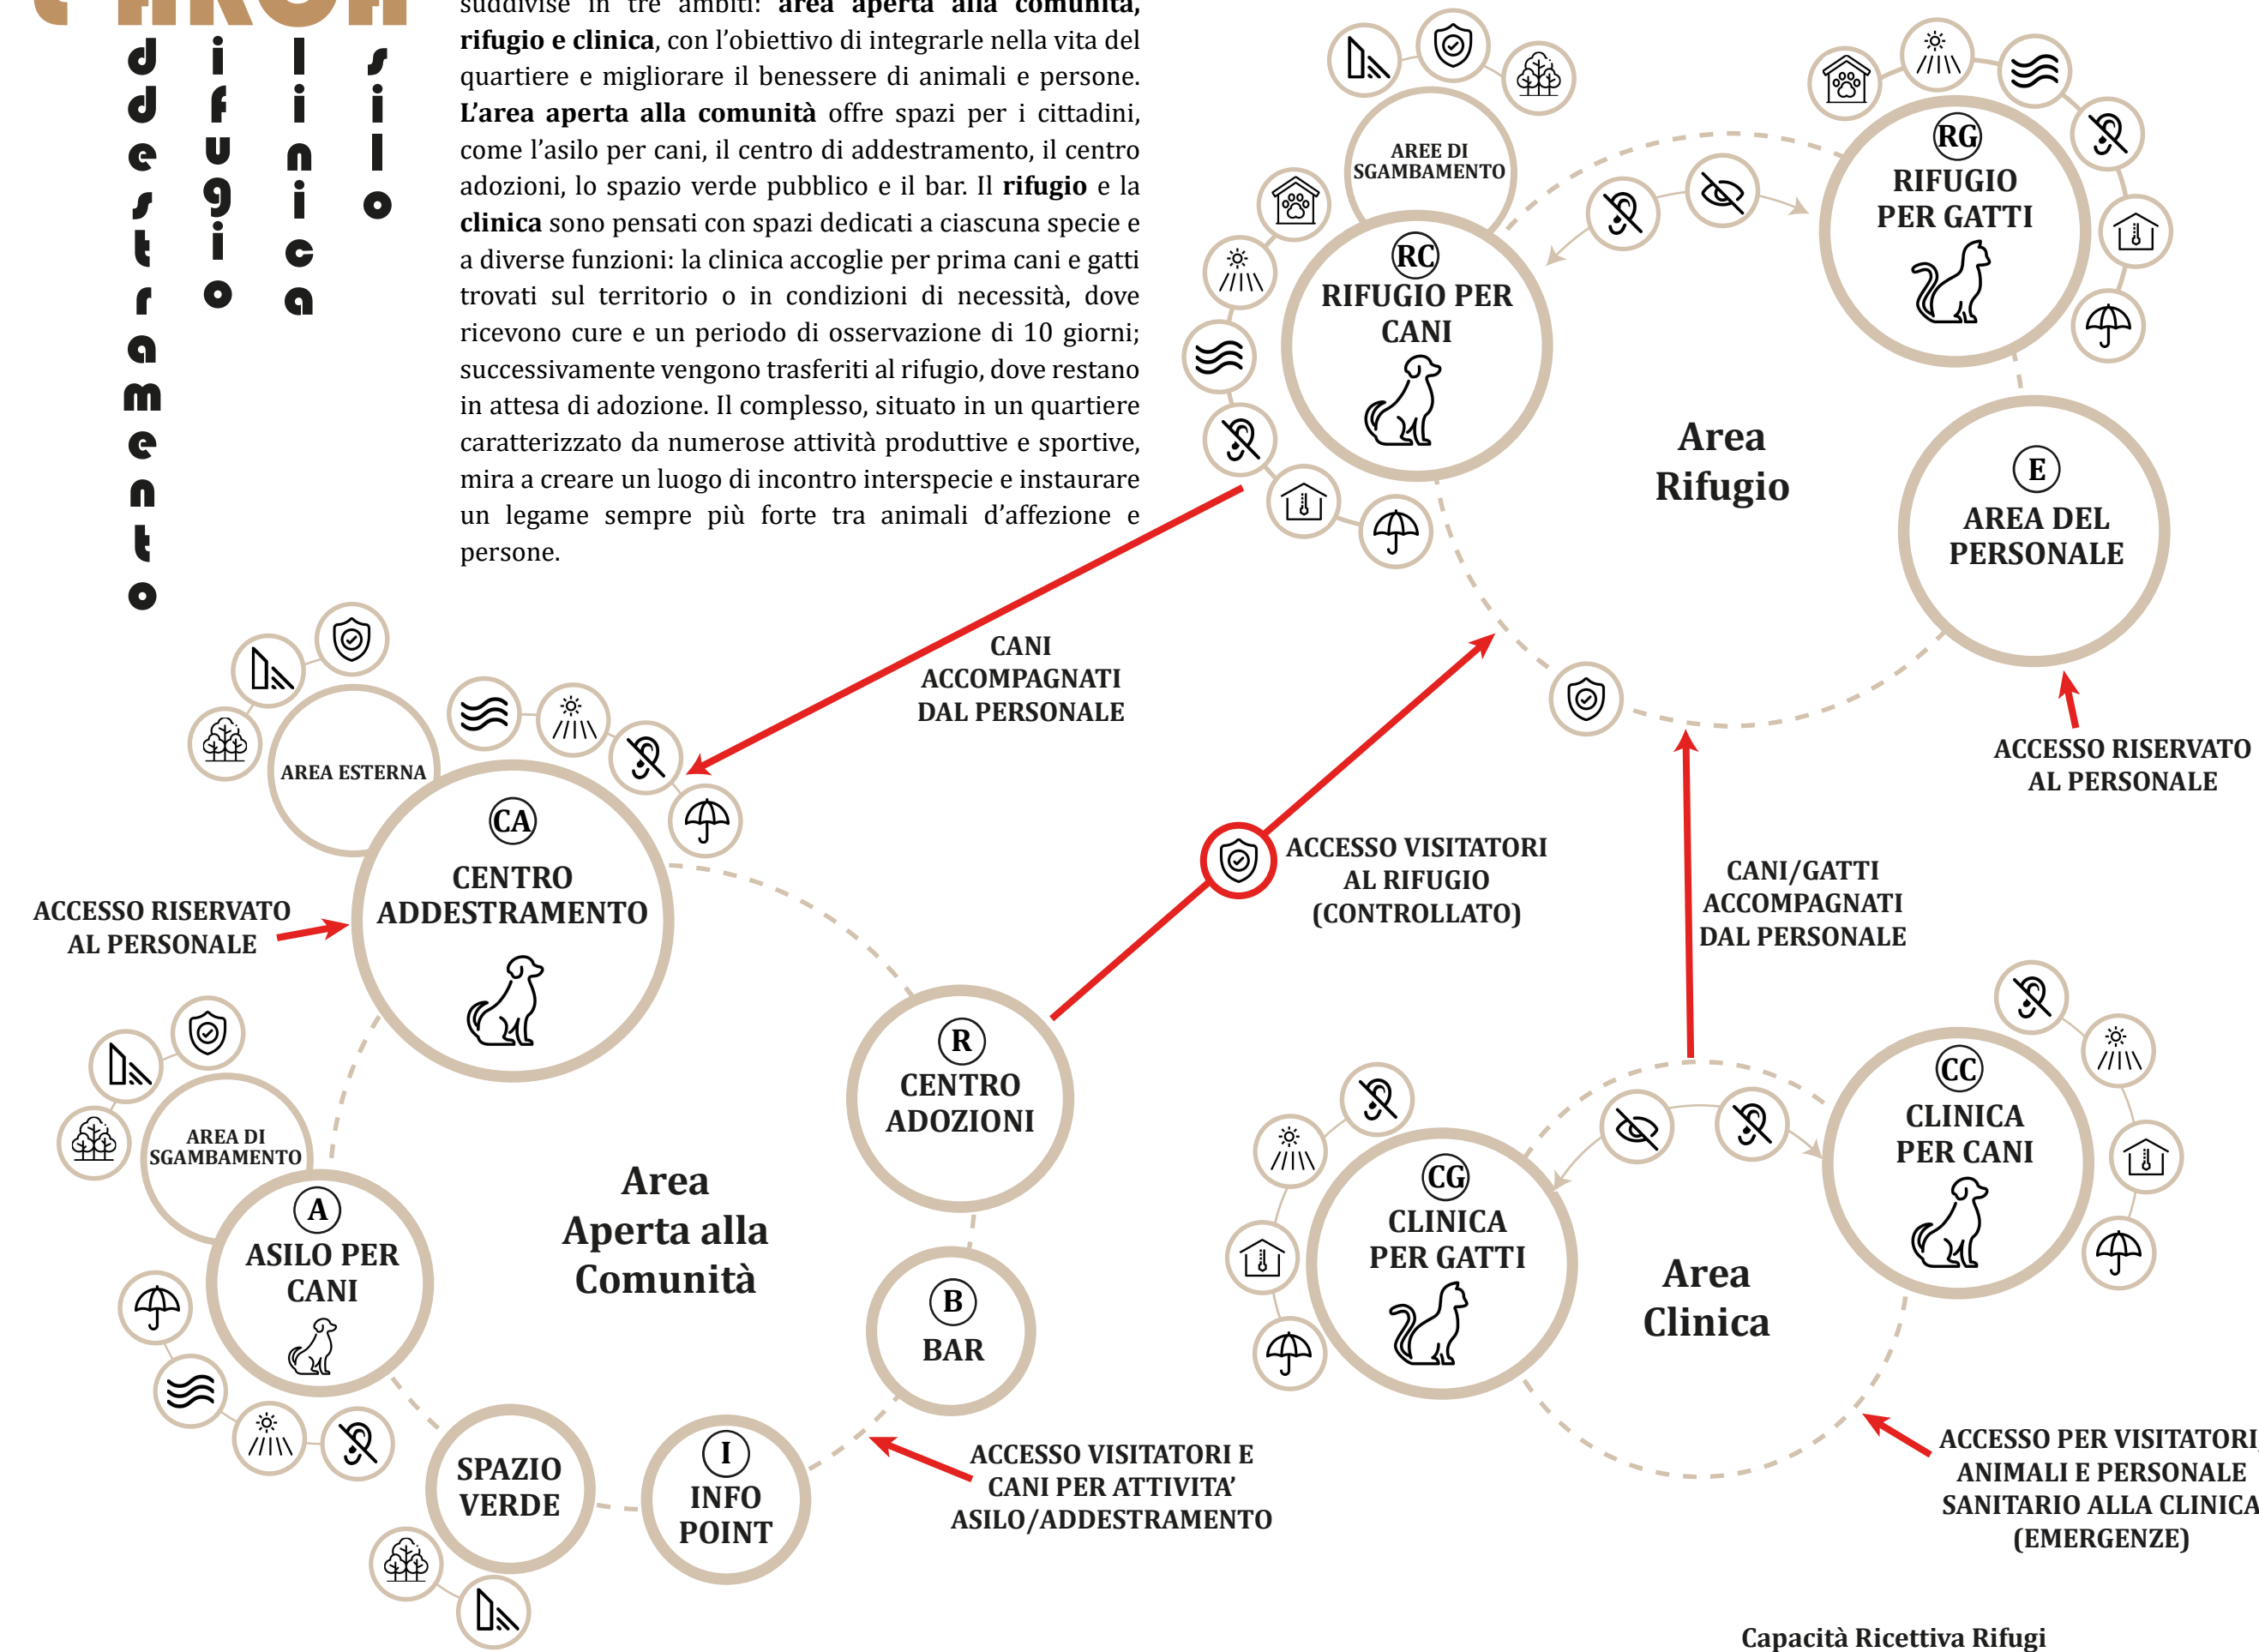 L'ARCA
ddestramento
ifugio
linica
silo
suddivise in tre ambiti: area aperta alla comunità,
rifugio e clinica, con l’obiettivo di integrarle nella vita del
quartiere e migliorare il benessere di animali e persone.
L’area aperta alla comunità offre spazi per i cittadini,
come l’asilo per cani, il centro di addestramento, il centro
adozioni, lo spazio verde pubblico e il bar. Il rifugio e la
clinica sono pensati con spazi dedicati a ciascuna specie e
a diverse funzioni: la clinica accoglie per prima cani e gatti
trovati sul territorio o in condizioni di necessità, dove
ricevono cure e un periodo di osservazione di 10 giorni;
successivamente vengono trasferiti al rifugio, dove restano
in attesa di adozione. Il complesso, situato in un quartiere
caratterizzato da numerose attività produttive e sportive,
mira a creare un luogo di incontro interspecie e instaurare
un legame sempre più forte tra animali d’affezione e
persone.
AREE DI
SGAMBAMENTO
RC
RIFUGIO PER
CANI
RG
RIFUGIO
PER GATTI
Area
Rifugio
E
AREA DEL
PERSONALE
ACCESSO RISERVATO
AL PERSONALE
CANI
ACCOMPAGNATI
DAL PERSONALE
ACCESSO VISITATORI
AL RIFUGIO
(CONTROLLATO)
CANI/GATTI
ACCOMPAGNATI
DAL PERSONALE
AREA ESTERNA
CA
CENTRO
ADDESTRAMENTO
ACCESSO RISERVATO
AL PERSONALE
R
CENTRO
ADOZIONI
AREA DI
SGAMBAMENTO
A
ASILO PER
CANI
Area
Aperta alla
Comunità
B
BAR
SPAZIO
VERDE
I
INFO
POINT
ACCESSO VISITATORI E
CANI PER ATTIVITA’
ASILO/ADDESTRAMENTO
CG
CLINICA
PER GATTI
CC
CLINICA
PER CANI
Area
Clinica
ACCESSO PER VISITATORI,
ANIMALI E PERSONALE
SANITARIO ALLA CLINICA
(EMERGENZE)
Capacità Ricettiva Rifugi